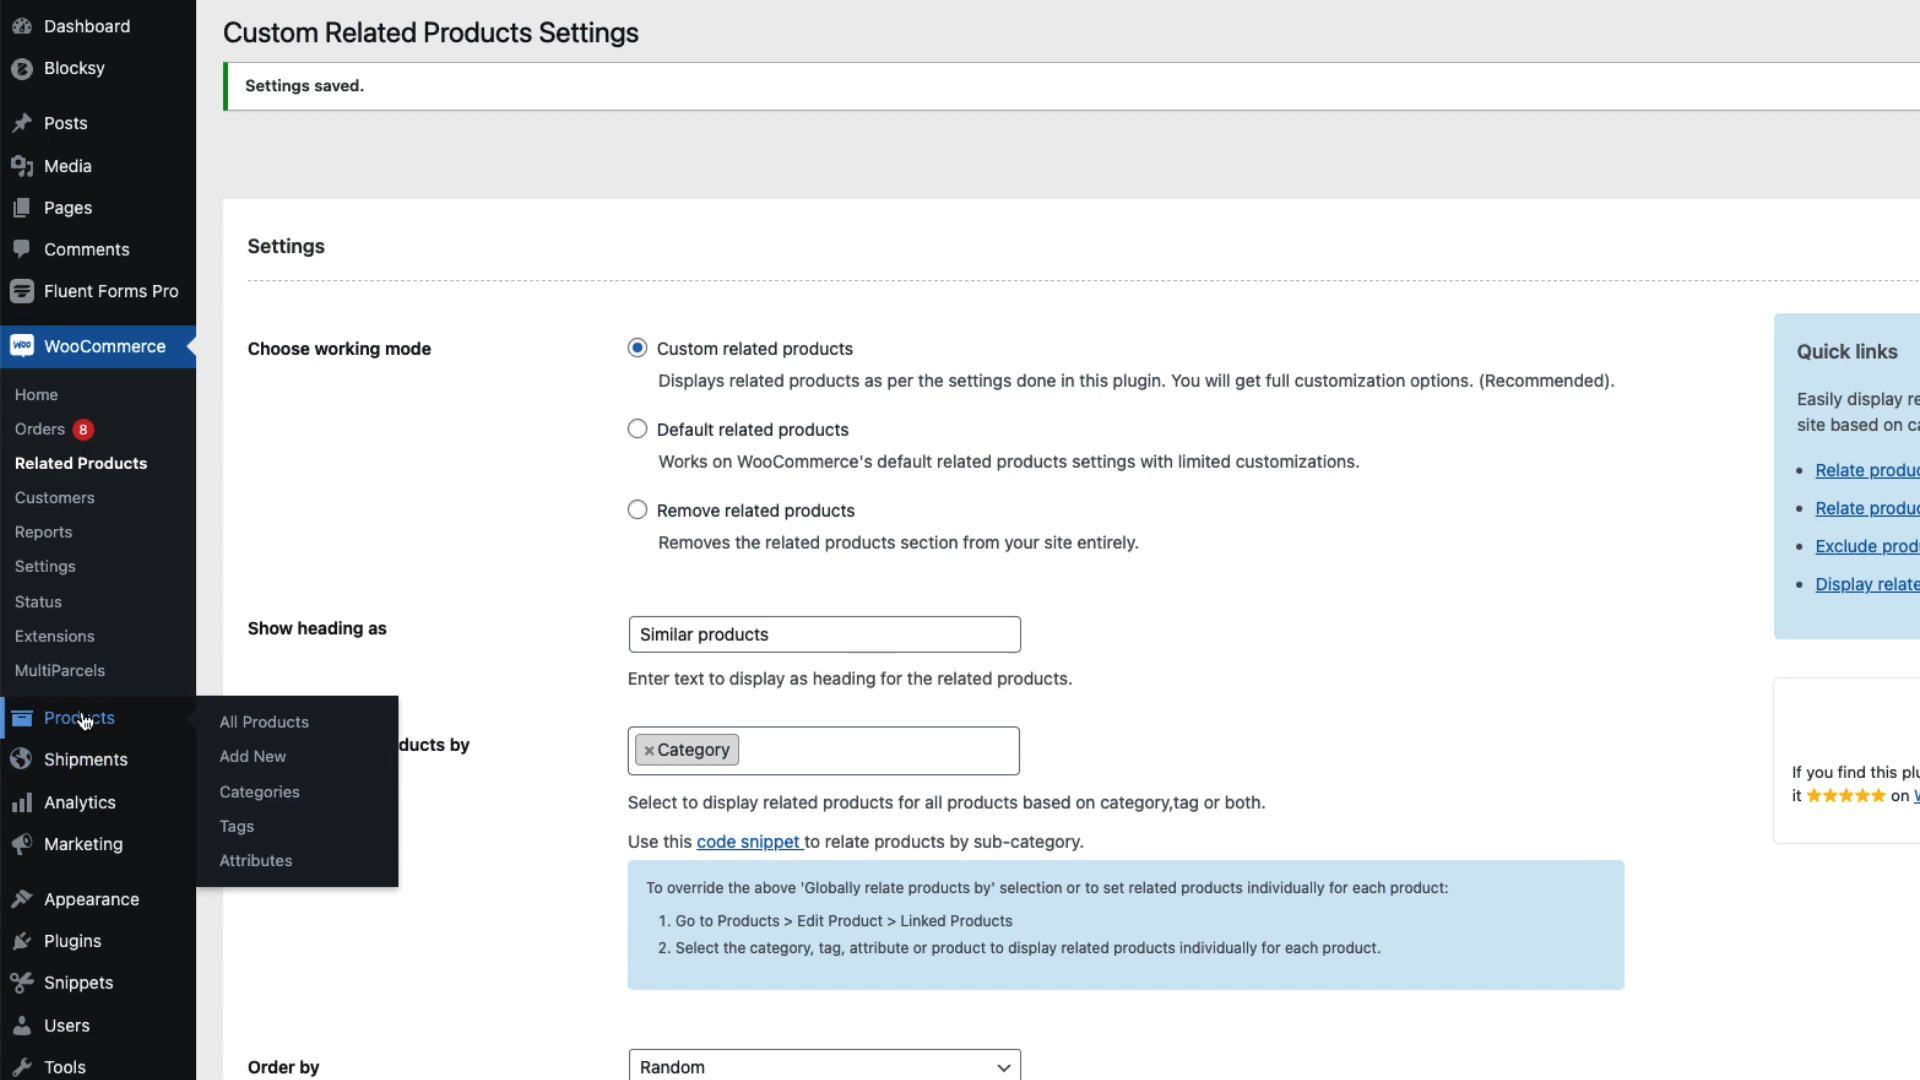 Dashboard
Blocksy
Posts
Media
Pages
Comments
Fluent Forms Pro
WooCommerce
Home
Orders 8
Related Products
Customers
Reports
Settings
Status
Extensions
MultiParcels
Products
All Products
Add New
Categories
Tags
Attributes
Shipments
Analytics
Marketing
Appearance
Plugins
Snippets
Users
Tools
Custom Related Products Settings
Settings saved.
Settings
Choose working mode
Custom related products
Displays related products as per the settings done in this plugin. You will get full customization options. (Recommended).
Default related products
Works on WooCommerce's default related products settings with limited customizations.
Remove related products
Removes the related products section from your site entirely.
Show heading as
Similar products
Enter text to display as heading for the related products.
ducts by
×Category
Select to display related products for all products based on category,tag or both.
Use this code snippet to relate products by sub-category.
To override the above 'Globally relate products by' selection or to set related products individually for each product:
1. Go to Products > Edit Product > Linked Products
2. Select the category, tag, attribute or product to display related products individually for each product.
Order by
Random
Quick links
Easily display re
site based on ca
• Relate produc
• Relate produc
• Exclude prod
• Display relate
If you find this plu
it ★★★★★ on W